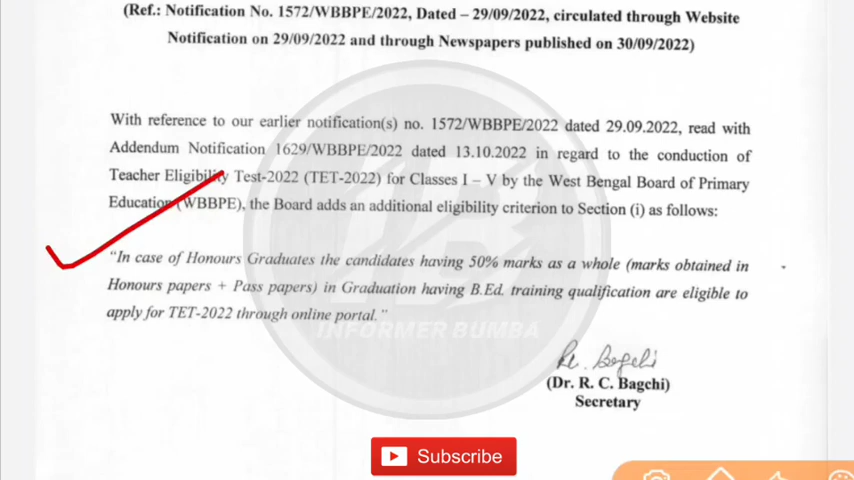 (Ref.: Notification No. 1572/WBBPE/2022, Dated – 29/09/2022, circulated through Website
Notification on 29/09/2022 and through Newspapers published on 30/09/2022)
With reference to our earlier notification(s) no. 1572/WBBPE/2022 dated 29.09.2022, read with
Addendum Notification 1629/WBBPE/2022 dated 13.10.2022 in regard to the conduction of
Teacher Eligibility Test-2022 (TET-2022) for Classes I – V by the West Bengal Board of Primary
Education (WBBPE), the Board adds an additional eligibility criterion to Section (i) as follows:
"In case of Honours Graduates the candidates having 50% marks as a whole (marks obtained in
Honours papers + Pass papers) in Graduation having B.Ed. training qualification are eligible to
apply for TET-2022 through online portal."
INFORMER BUMBA
R. C. Bagchi
(Dr. R. C. Bagchi)
Secretary
Subscribe